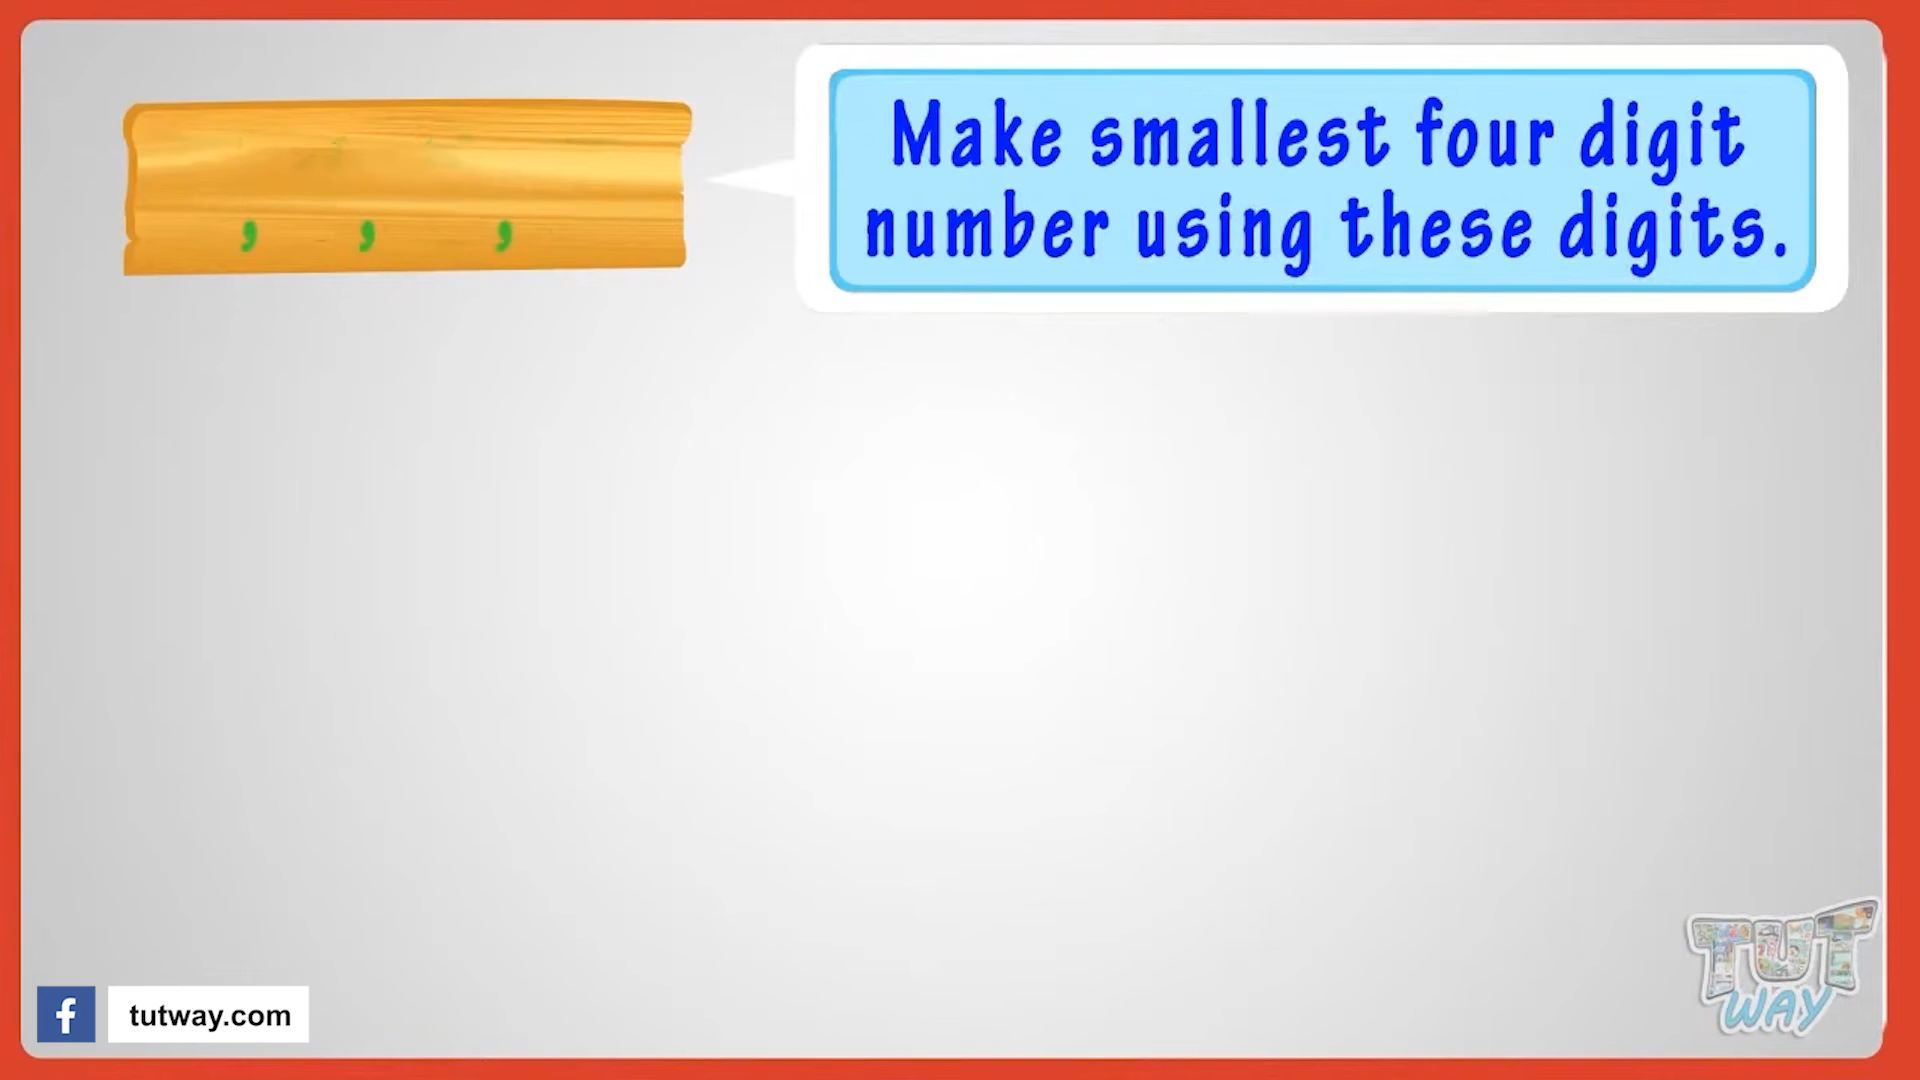 , , ,
Make smallest four digit
number using these digits.
TUT
WAY
f
tutway.com